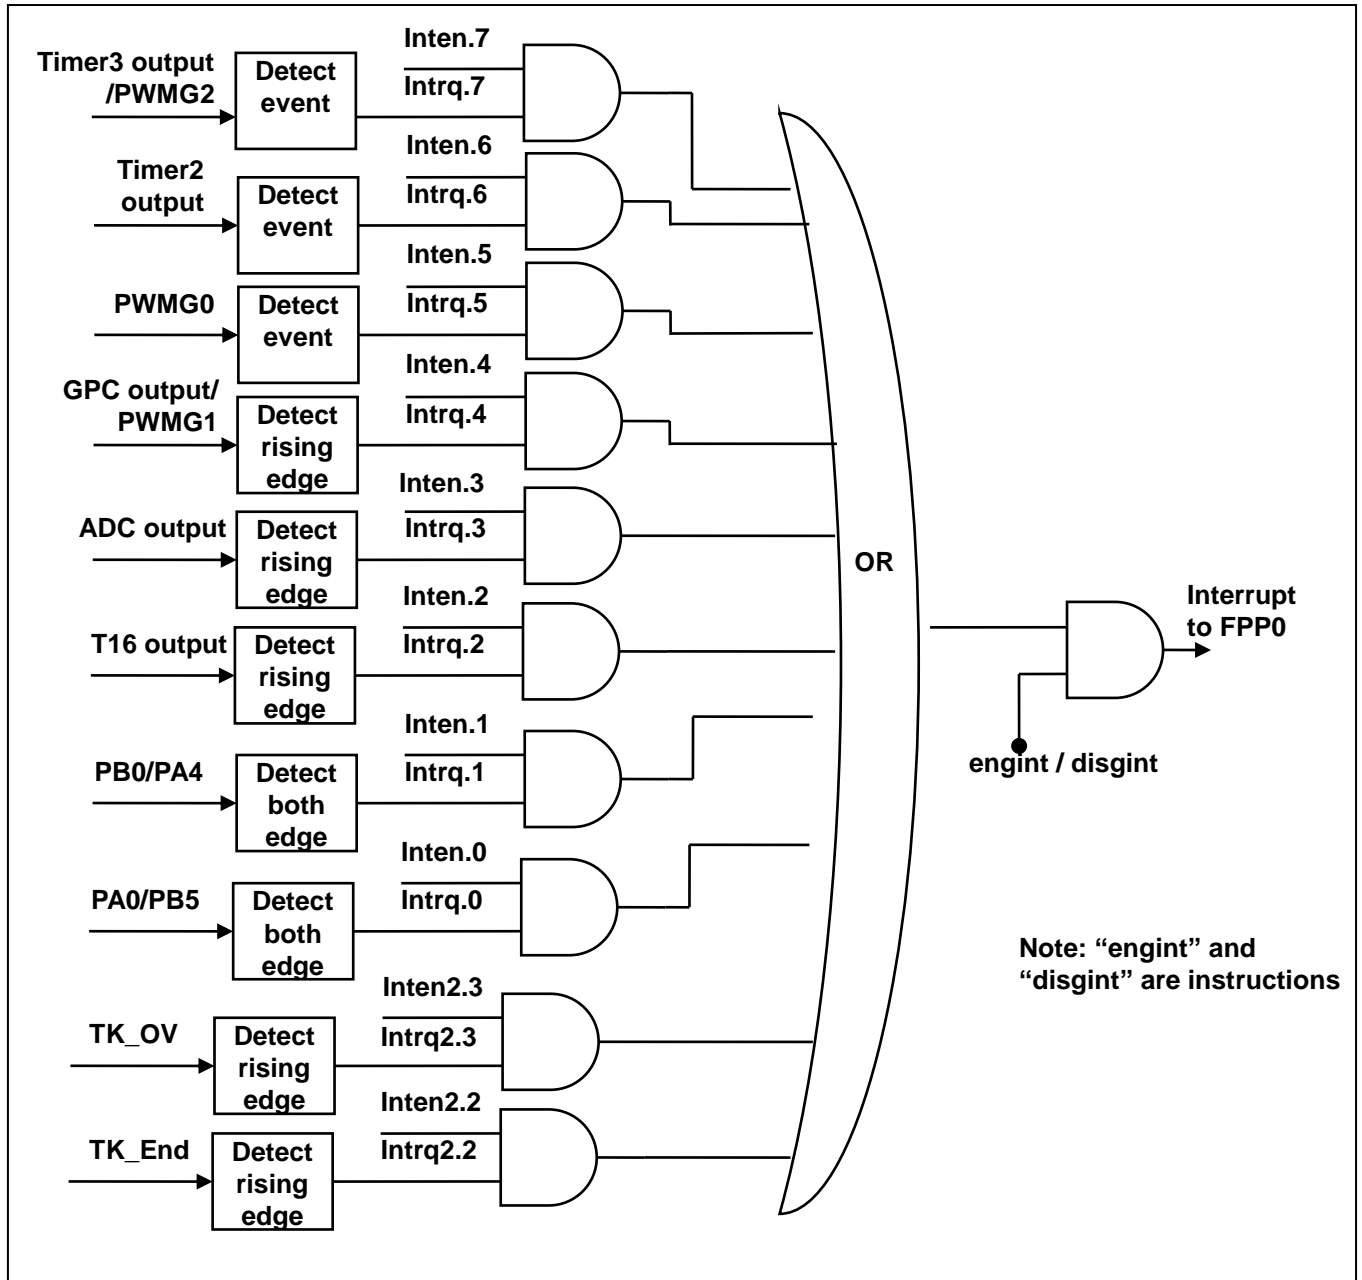 Inten.7
Timer3 output
/PWMG2
Detect
event
Intrq.7
Inten.6
Timer2
output
Detect
event
Intrq.6
Inten.5
PWMG0
Detect
event
Intrq.5
Inten.4
GPC output/
PWMG1
Detect
rising
edge
Intrq.4
Inten.3
ADC output
Detect
rising
edge
Intrq.3
OR
Inten.2
T16 output
Detect
rising
edge
Intrq.2
Interrupt
to FPP0
engint / disgint
Inten.1
PB0/PA4
Detect
both
edge
Intrq.1
Inten.0
PA0/PB5
Detect
both
edge
Intrq.0
Note: “engint” and
“disgint” are instructions
Inten2.3
TK_OV
Detect
rising
edge
Intrq2.3
Inten2.2
TK_End
Detect
rising
edge
Intrq2.2